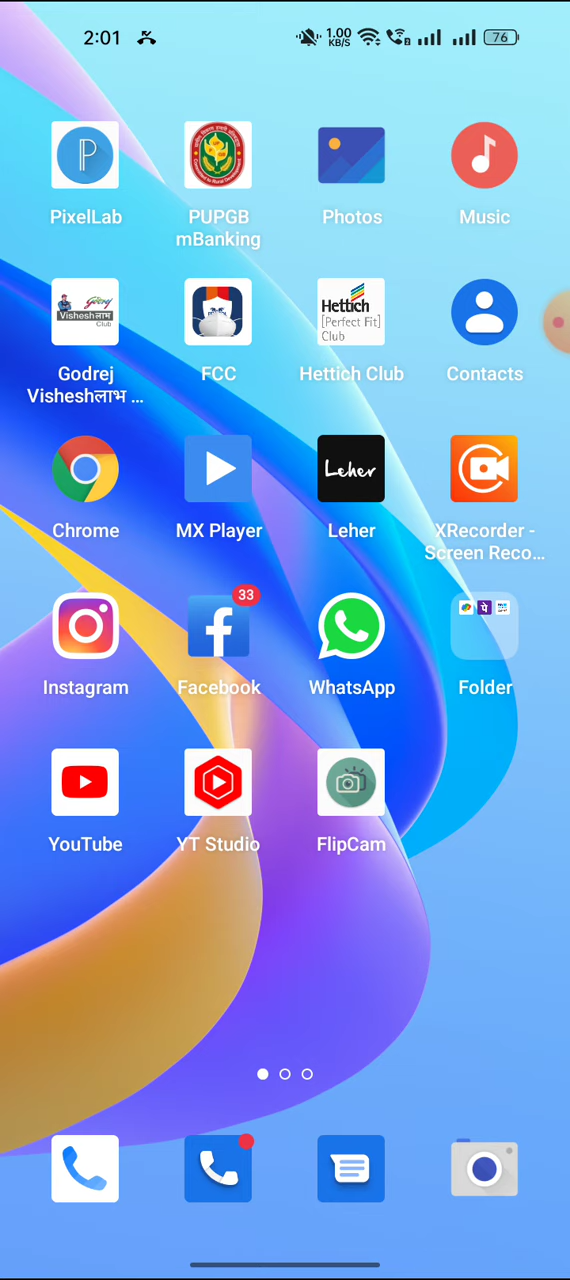 2:01 1.00 KB/S 2 76
P
PixelLab PUPGB mBanking Photos Music
Godrej
Visheshलाभ
Club
Hettich
[Perfect Fit]
Club
Godrej Visheshलाभ ... FCC Hettich Club Contacts
Leher
Chrome MX Player Leher XRecorder - Screen Reco...
33
Instagram Facebook WhatsApp Folder
YouTube YT Studio FlipCam